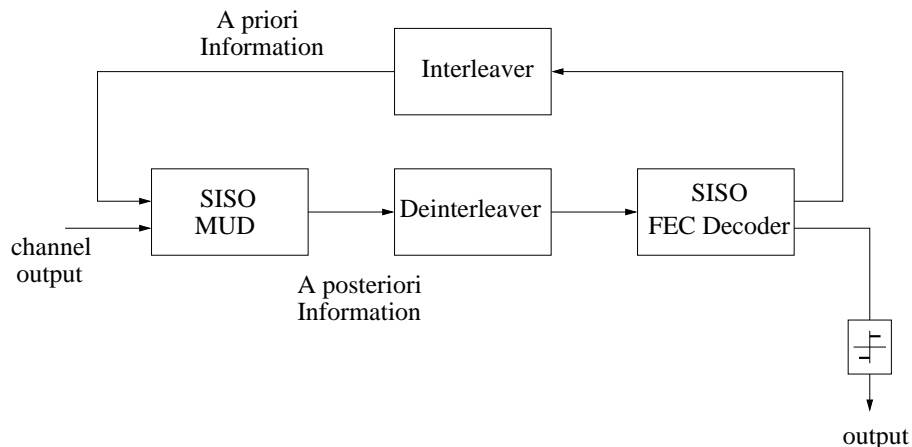 A priori
Information
Interleaver
SISO
MUD
Deinterleaver
SISO
FEC Decoder
channel
output
A posteriori
Information
output